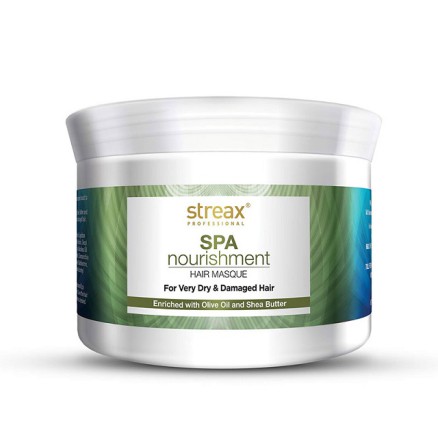 streax®
PROFESSIONAL
SPA
nourishment
HAIR MASQUE
For Very Dry & Damaged Hair
Enriched with Olive Oil and Shea Butter